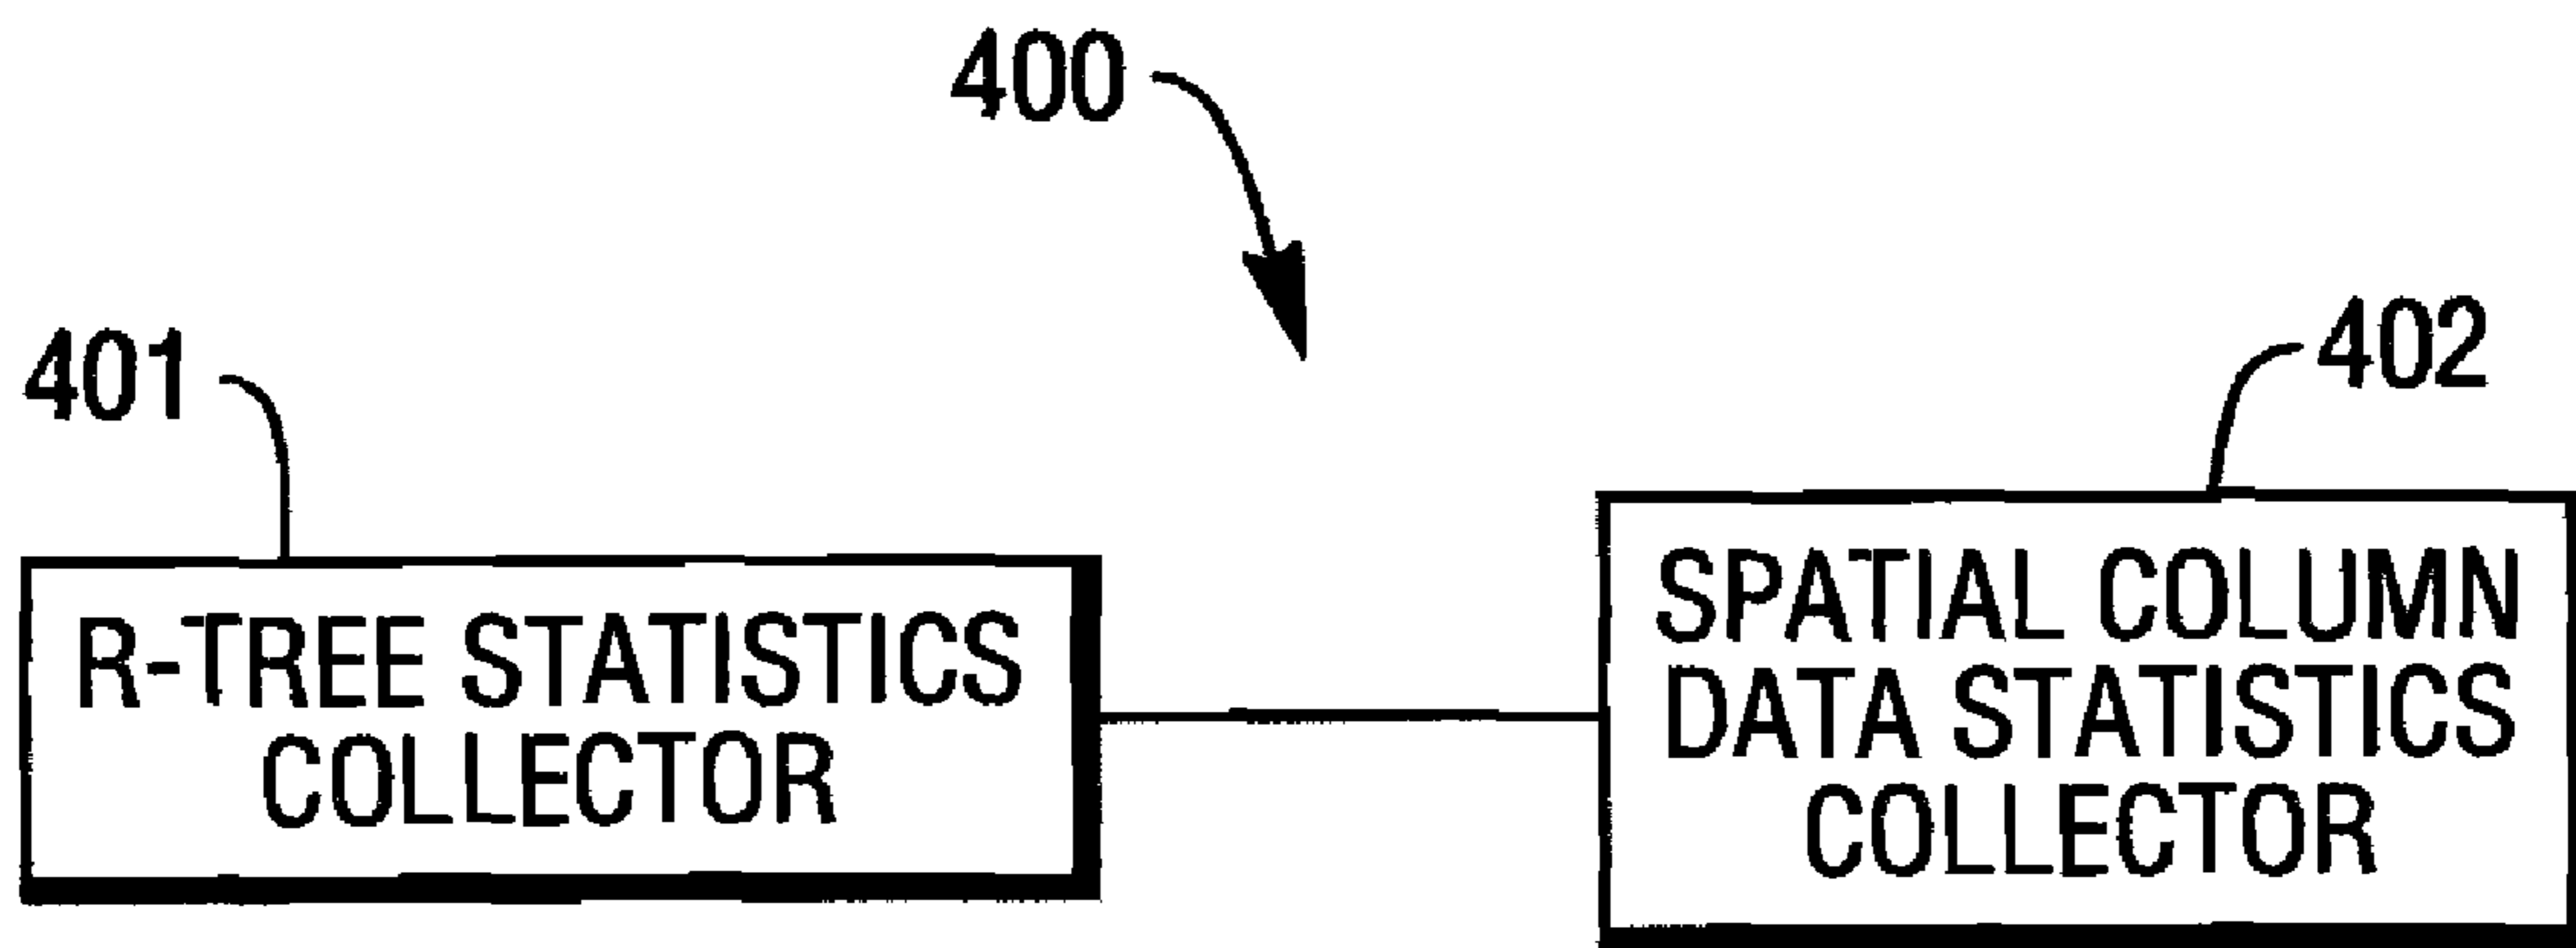 400
401
402
R-TREE STATISTICS
COLLECTOR
SPATIAL COLUMN
DATA STATISTICS
COLLECTOR